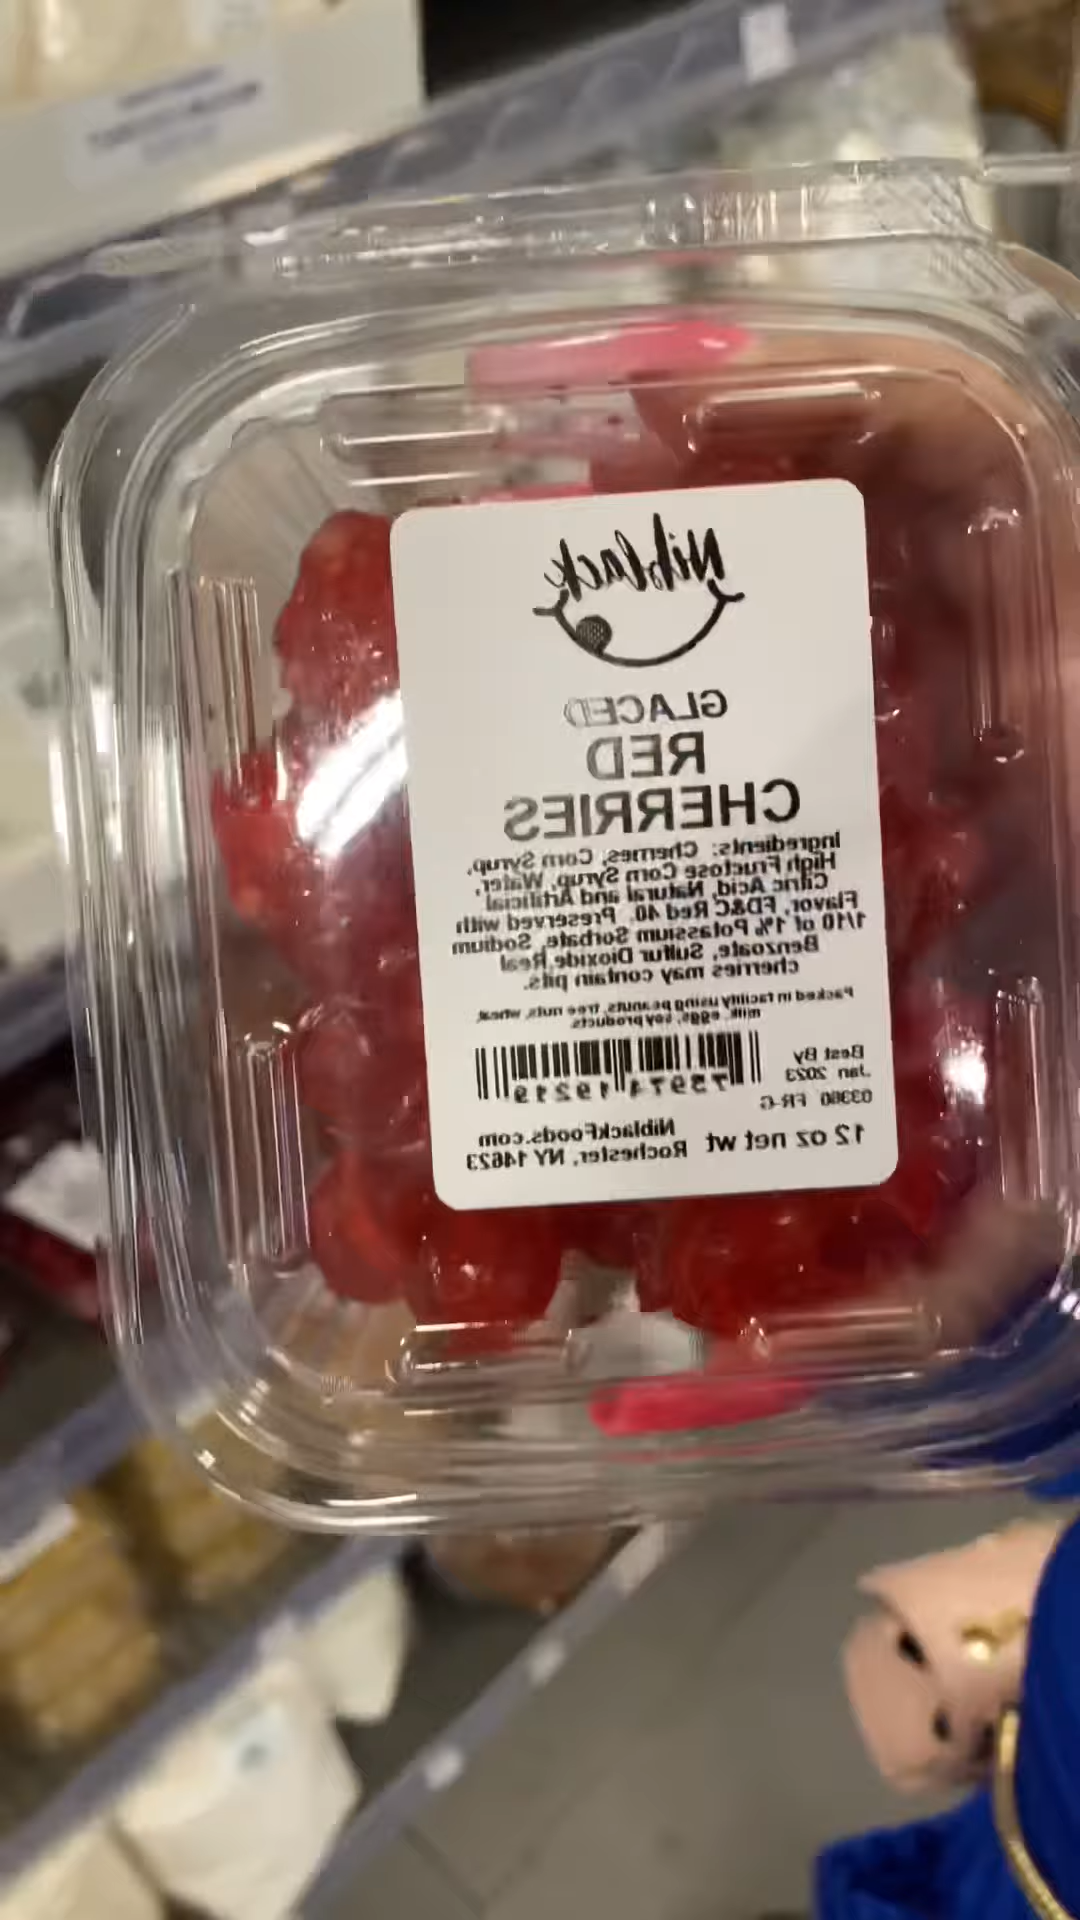 Niblack
GLACED
RED
CHERRIES
Ingredients: Cherries, Corn Syrup,
High Fructose Corn Syrup, Water,
Citric Acid, Natural and Artificial
Flavor, FD&C Red 40. Preserved with
1/10 of 1% Potassium Sorbate, Sodium
Benzoate, Sulfur Dioxide. Real
cherries may contain pits.
Packed in facility using peanuts, tree nuts, wheat,
milk, eggs, soy products.
Best By
Jan 2023
03360 FR-G
12 oz net wt
NiblackFoods.com
Rochester, NY 14623